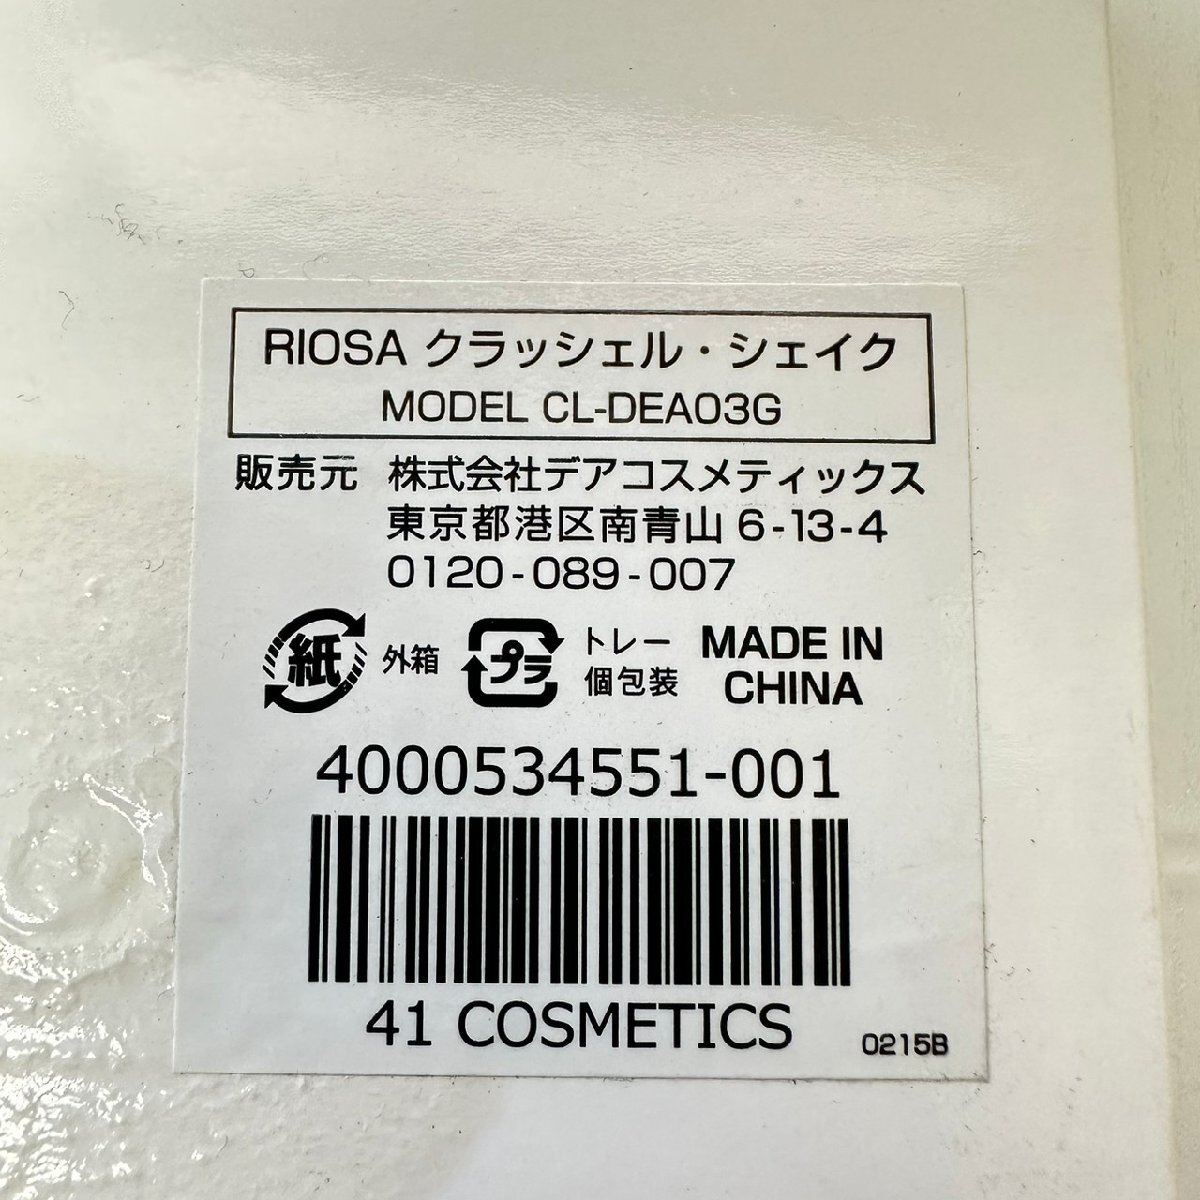 RIOSA クラッシェル・シェイク
MODEL CL-DEA03G
販売元 株式会社デアコスメティックス
東京都港区南青山 6-13-4
0120-089-007
紙 外箱 プラ トレー 個包装 MADE IN CHINA
4000534551-001
41 COSMETICS
0215B